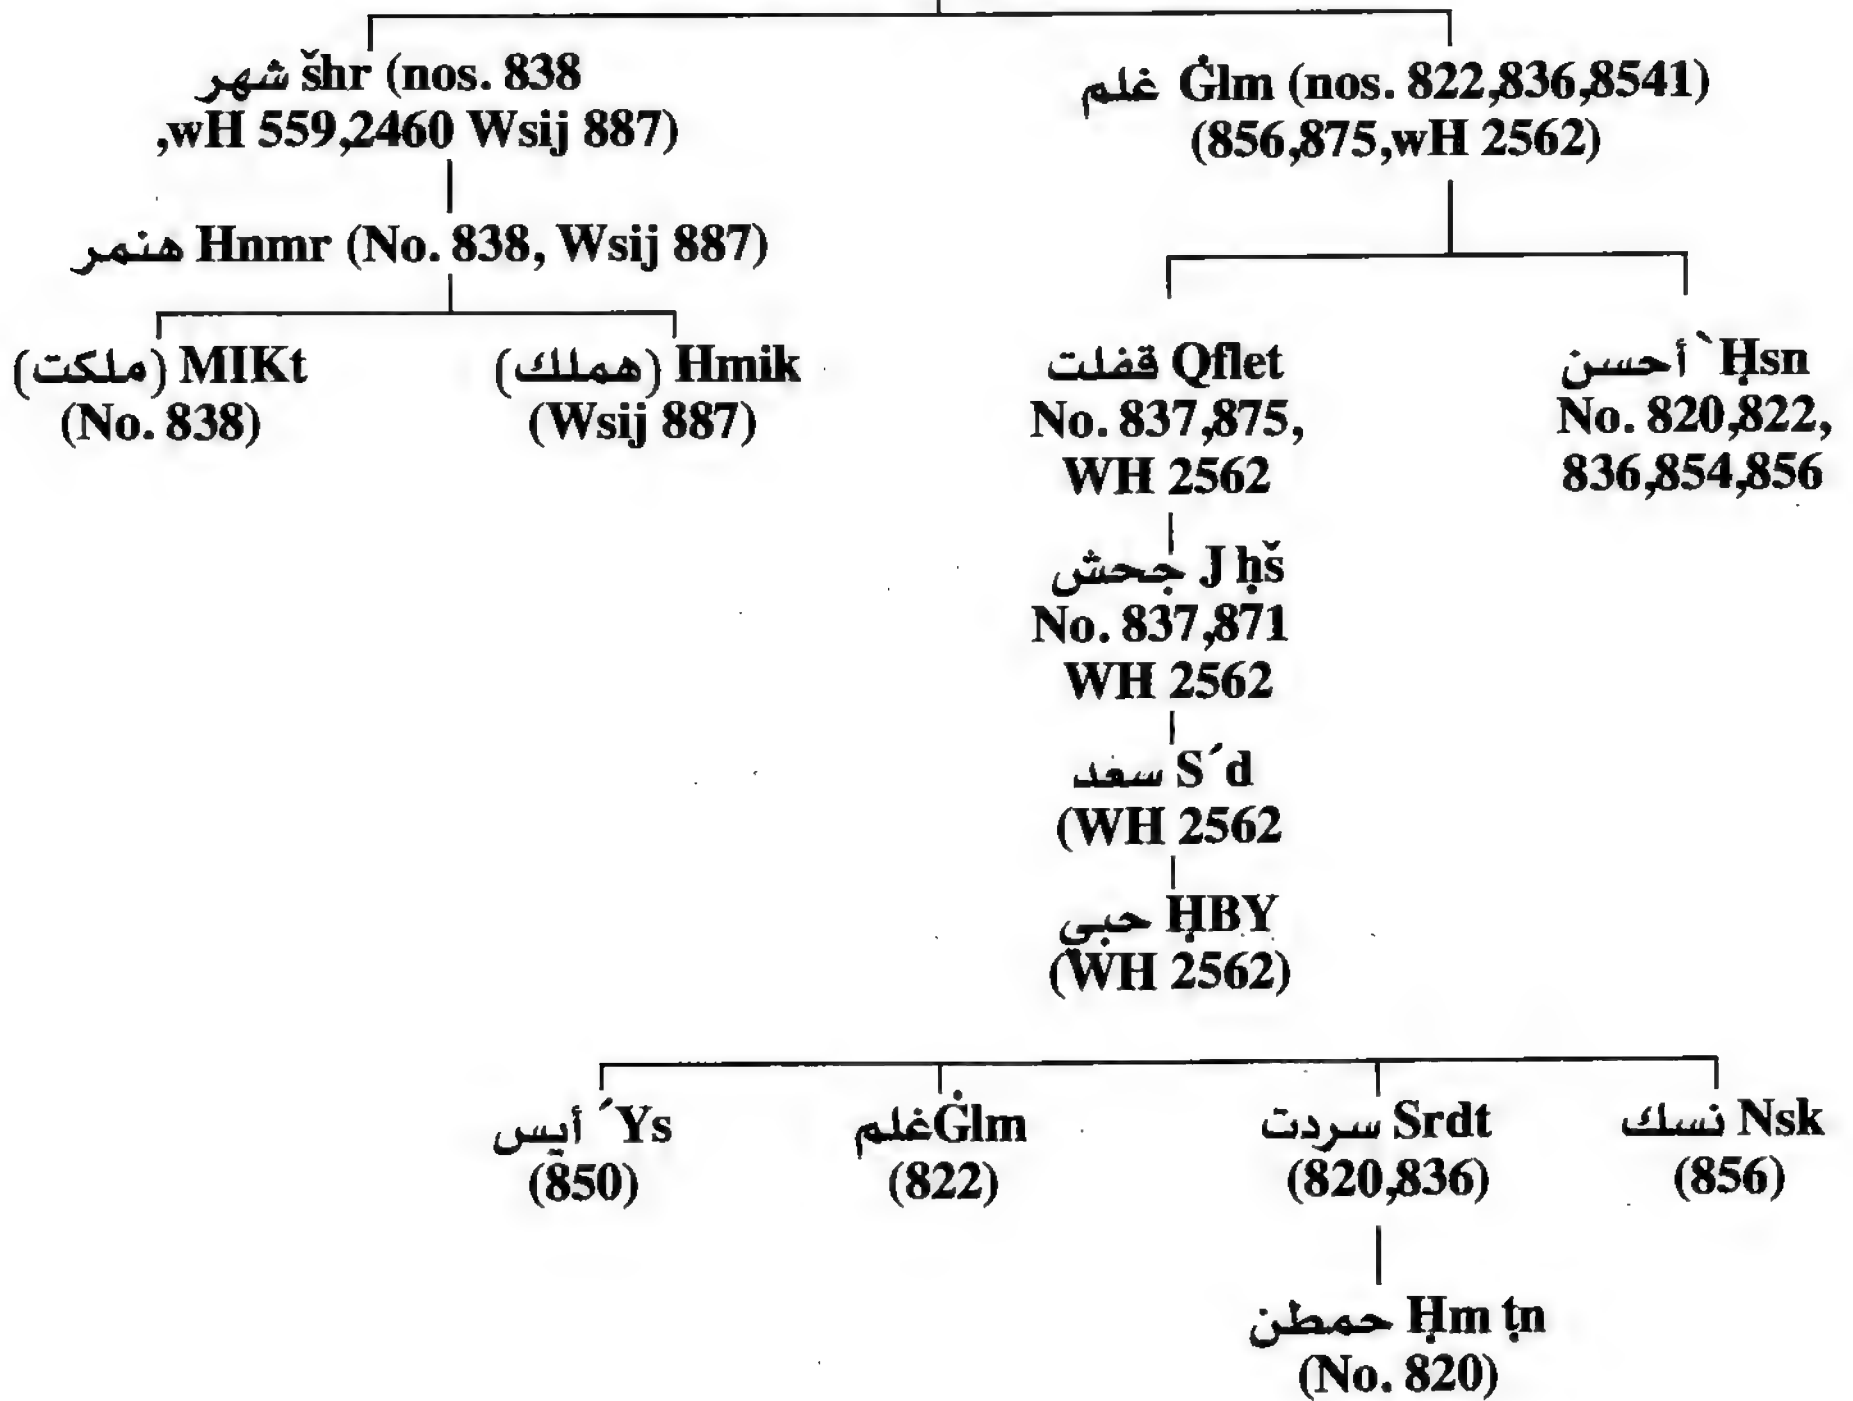 شهر šhr (nos. 838
,wH 559,2460 Wsij 887)
غلم Ġlm (nos. 822,836,8541)
(856,875,wH 2562)
هنمر Hnmr (No. 838, Wsij 887)
(ملكت) MIKt
(No. 838)
(هملك) Hmik
(Wsij 887)
قفلت Qflet
No. 837,875,
WH 2562
أحسن `Ḥsn
No. 820,822,
836,854,856
جحش J ḥš
No. 837,871
WH 2562
سعد S´d
(WH 2562
حبي ḤBY
(WH 2562)
أيس ´Ys
(850)
غلمĠlm
(822)
سردت Srdt
(820,836)
نسك Nsk
(856)
حمطن Ḥm ṭn
(No. 820)